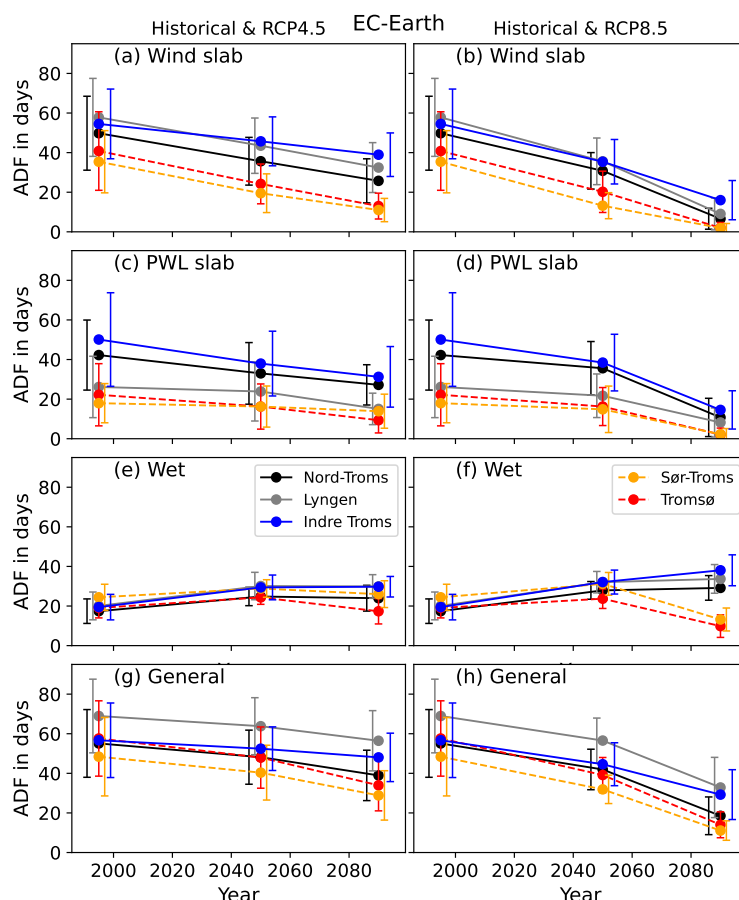 EC-Earth
Historical & RCP4.5
Historical & RCP8.5
(a) Wind slab
(b) Wind slab
ADF in days
80
60
40
20
0
(c) PWL slab
(d) PWL slab
ADF in days
80
60
40
20
0
(e) Wet
(f) Wet
Nord-Troms
Lyngen
Indre Troms
Sør-Troms
Tromsø
ADF in days
80
60
40
20
0
(g) General
(h) General
ADF in days
80
60
40
20
0
2000 2020 2040 2060 2080
2000 2020 2040 2060 2080
Year
Year